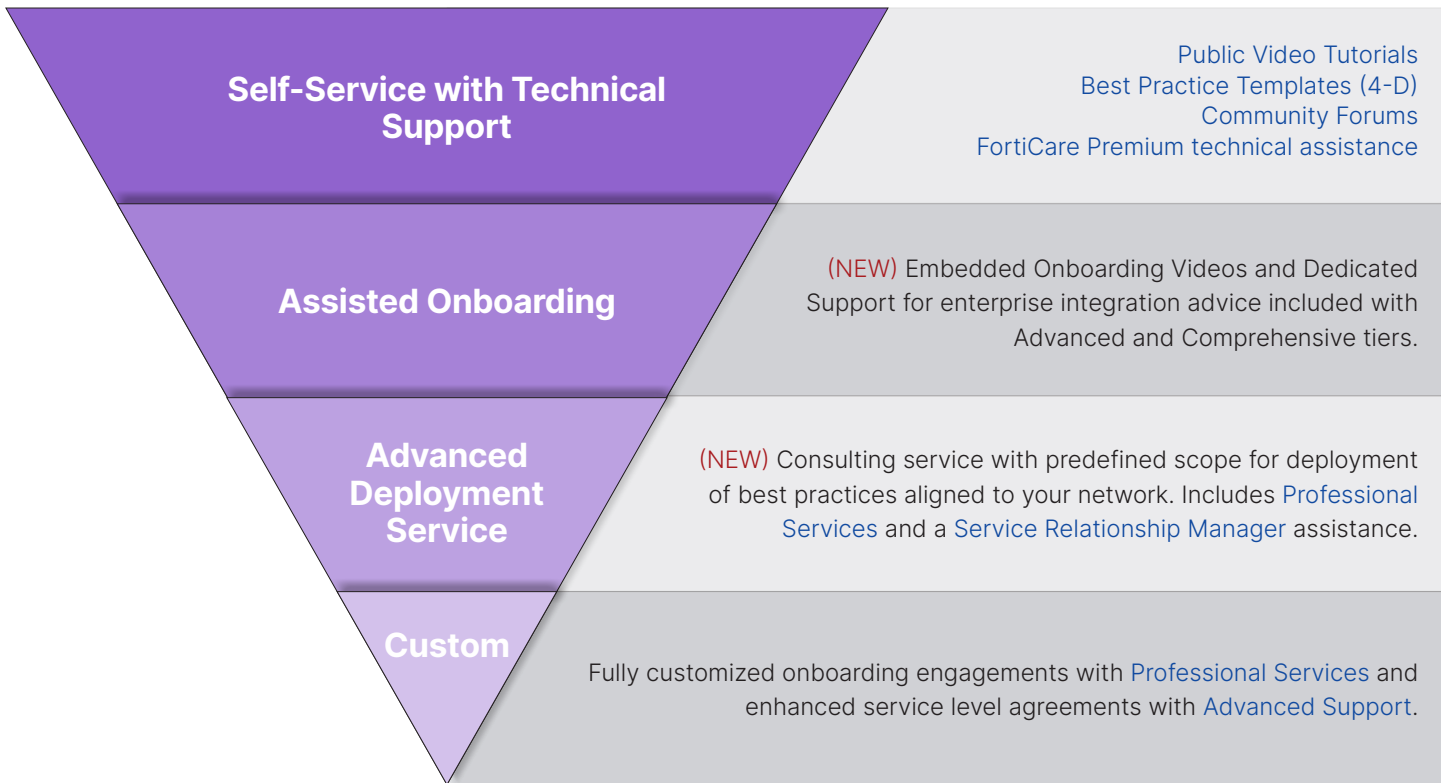 Self-Service with Technical
Support
Public Video Tutorials
Best Practice Templates (4-D)
Community Forums
FortiCare Premium technical assistance
Assisted Onboarding
(NEW) Embedded Onboarding Videos and Dedicated
Support for enterprise integration advice included with
Advanced and Comprehensive tiers.
Advanced
Deployment
Service
(NEW) Consulting service with predefined scope for deployment
of best practices aligned to your network. Includes Professional
Services and a Service Relationship Manager assistance.
Custom
Fully customized onboarding engagements with Professional Services and
enhanced service level agreements with Advanced Support.